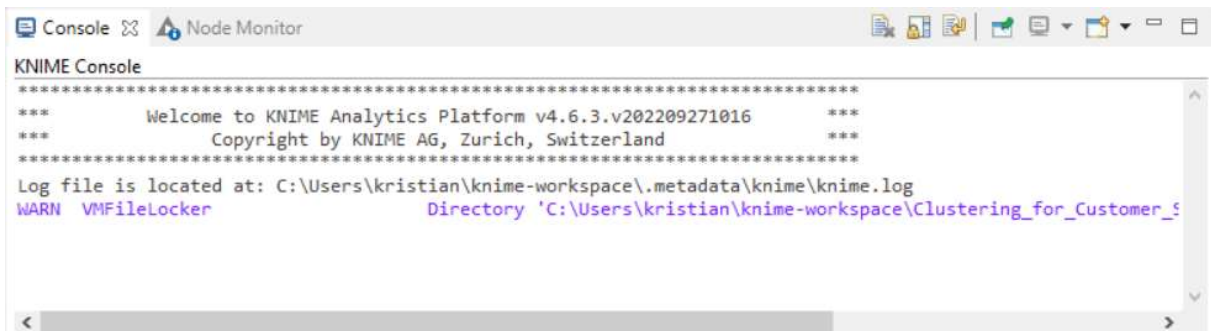 Console Node Monitor
KNIME Console
********************************************************************************
*** Welcome to KNIME Analytics Platform v4.6.3.v202209271016 ***
*** Copyright by KNIME AG, Zurich, Switzerland ***
********************************************************************************
Log file is located at: C:\Users\kristian\knime-workspace\.metadata\knime\knime.log
WARN VMFileLocker Directory 'C:\Users\kristian\knime-workspace\Clustering_for_Customer_S